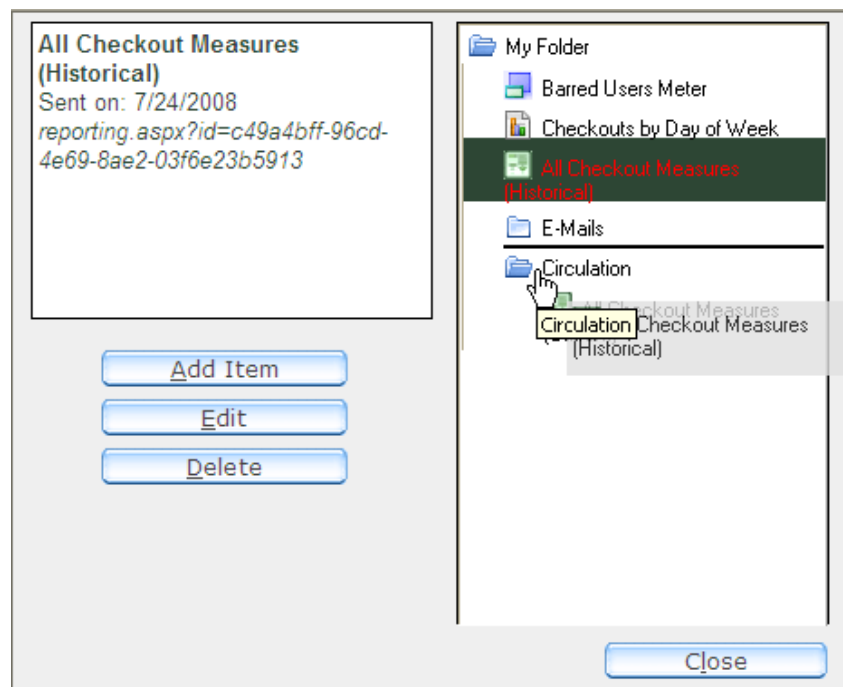 All Checkout Measures
(Historical)
Sent on: 7/24/2008
reporting.aspx?id=c49a4bff-96cd-
4e69-8ae2-03f6e23b5913
Add Item
Edit
Delete
My Folder
Barred Users Meter
Checkouts by Day of Week
All Checkout Measures
(Historical)
E-Mails
Circulation
All Checkout Measures
Circulation
Checkout Measures
(Historical)
Close